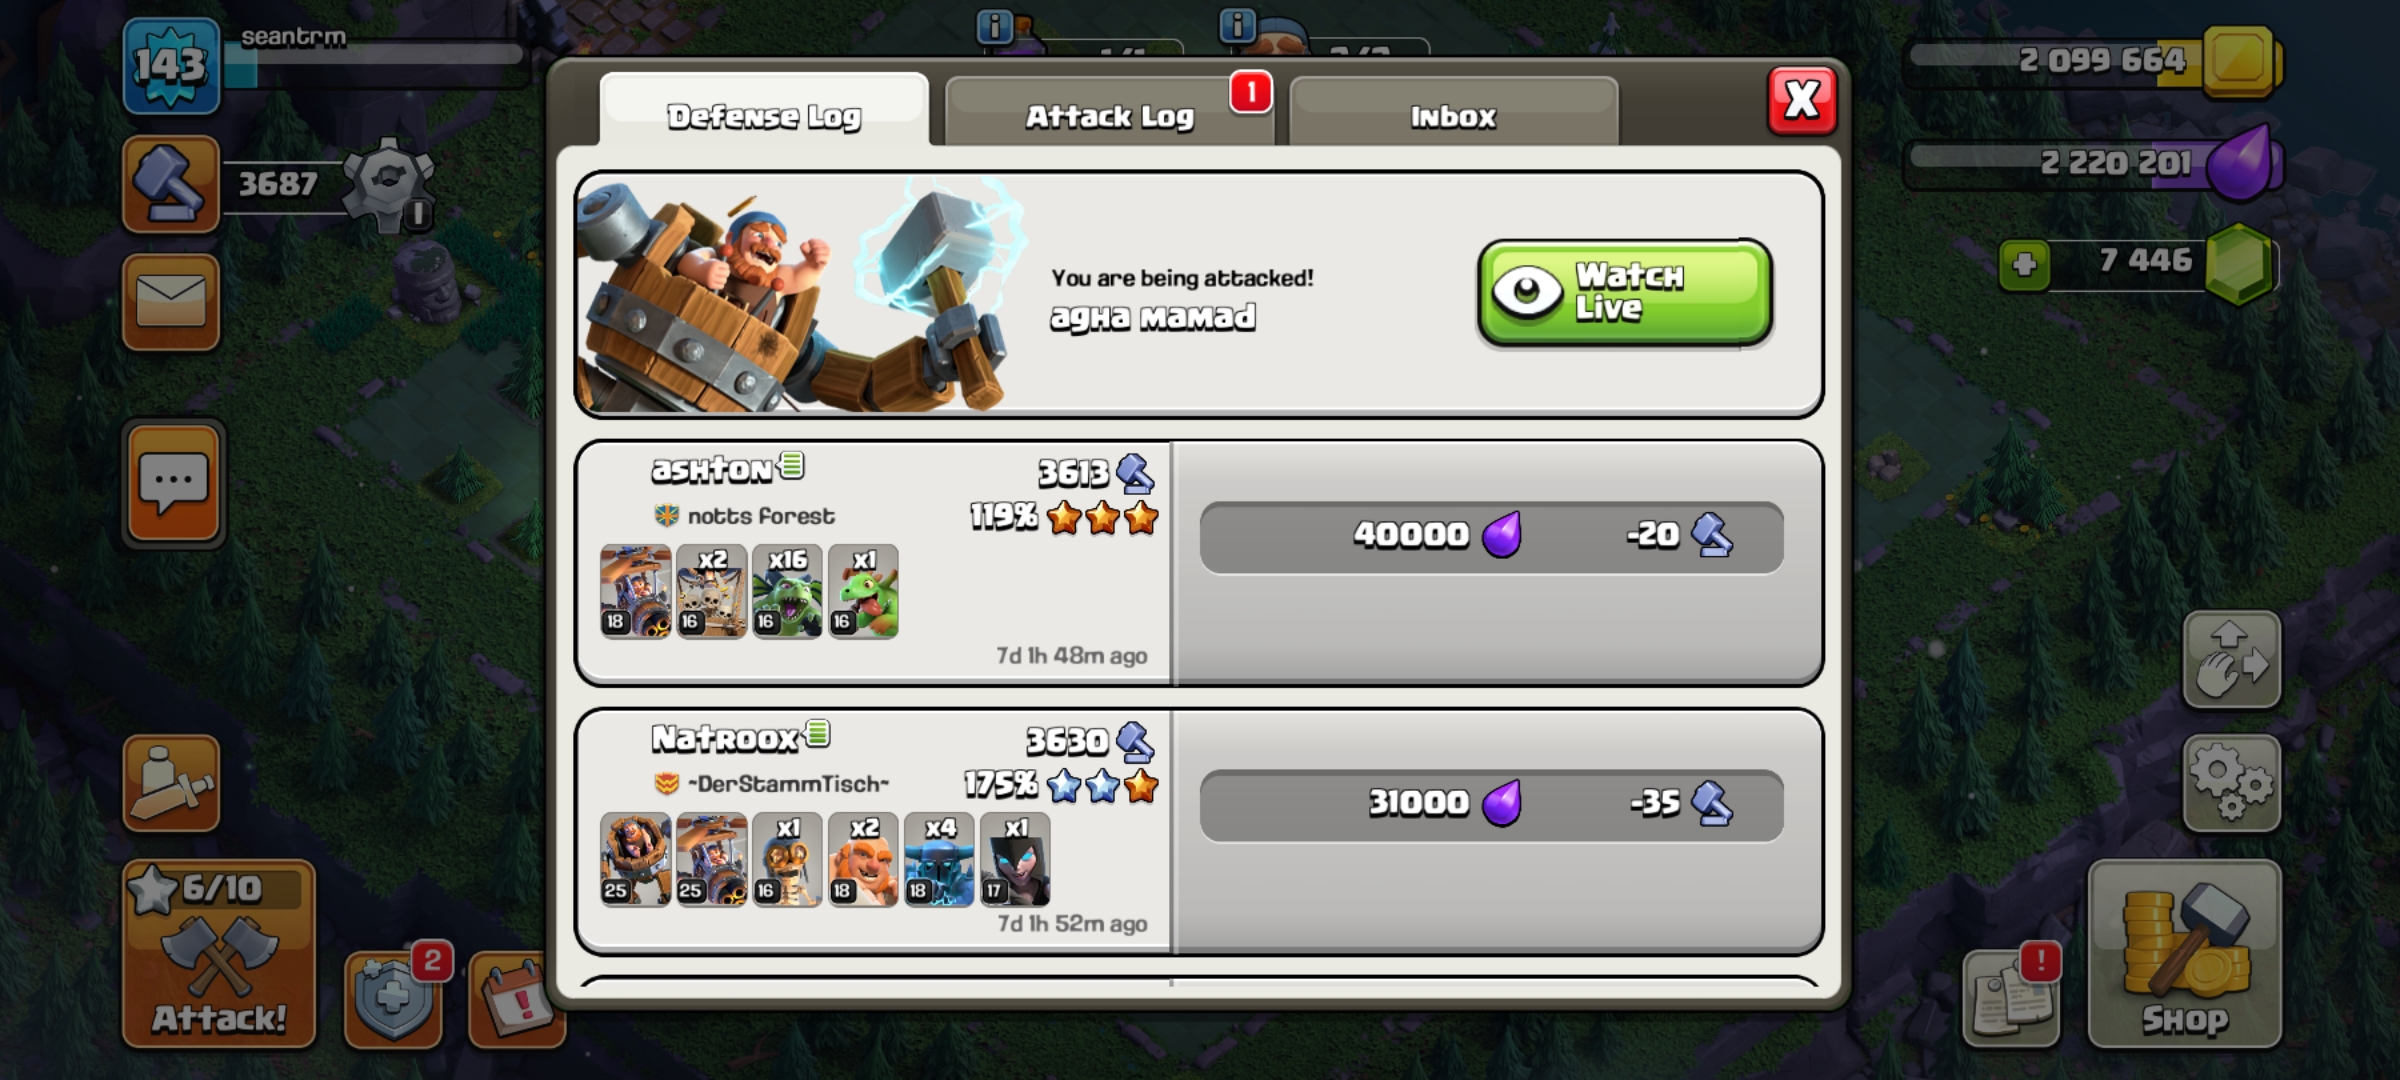 143
seantrm
3687
I
1/1
2 099 664
2 220 201
7 446
Defense Log
Attack Log
1
Inbox
X
You are being attacked!
agha mamad
Watch
Live
ashton
3613
notts forest
119%
x2
x16
x1
18
16
16
16
7d 1h 48m ago
40000
-20
Natroox
3630
~DerStammTisch~
175%
x1
x2
x4
x1
25
25
16
18
18
17
7d 1h 52m ago
31000
-35
6/10
Attack!
2
!
!
Shop